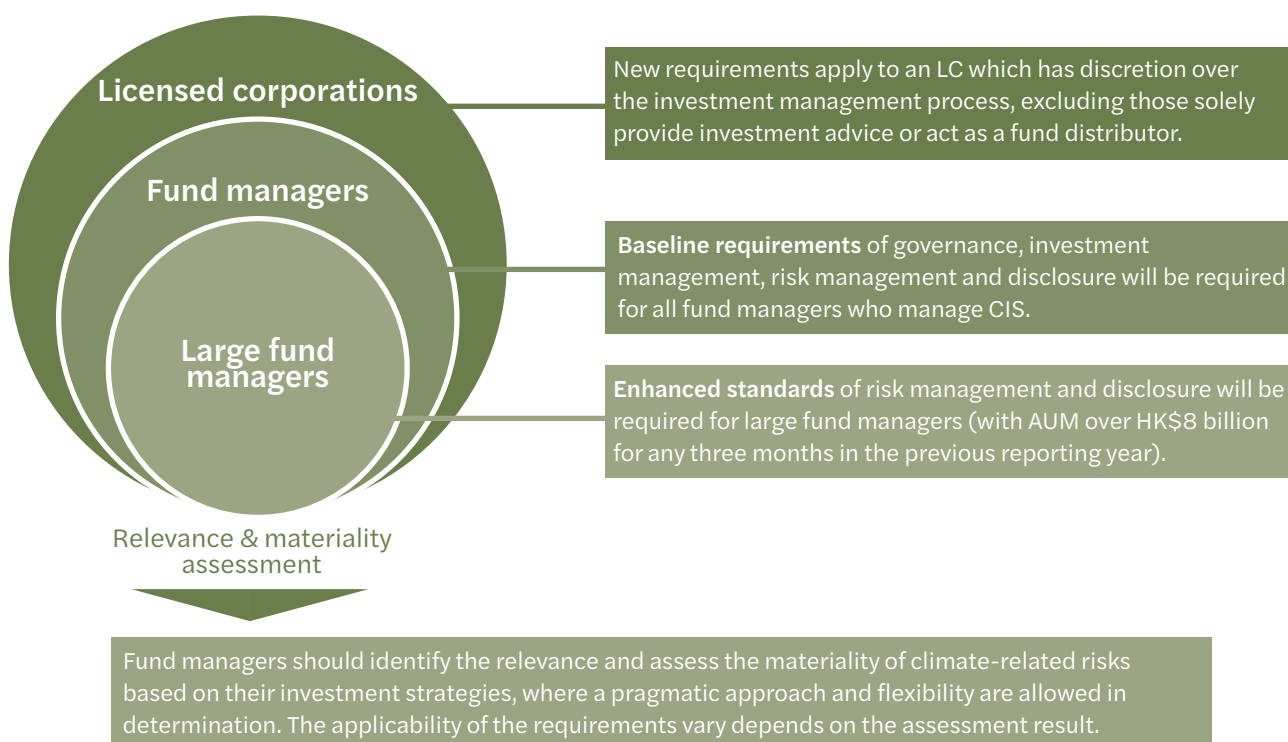 Licensed corporations
New requirements apply to an LC which has discretion over
the investment management process, excluding those solely
provide investment advice or act as a fund distributor.
Fund managers
Baseline requirements of governance, investment
management, risk management and disclosure will be required
for all fund managers who manage CIS.
Large fund
managers
Enhanced standards of risk management and disclosure will be
required for large fund managers (with AUM over HK$8 billion
for any three months in the previous reporting year).
Relevance & materiality
assessment
Fund managers should identify the relevance and assess the materiality of climate-related risks
based on their investment strategies, where a pragmatic approach and flexibility are allowed in
determination. The applicability of the requirements vary depends on the assessment result.